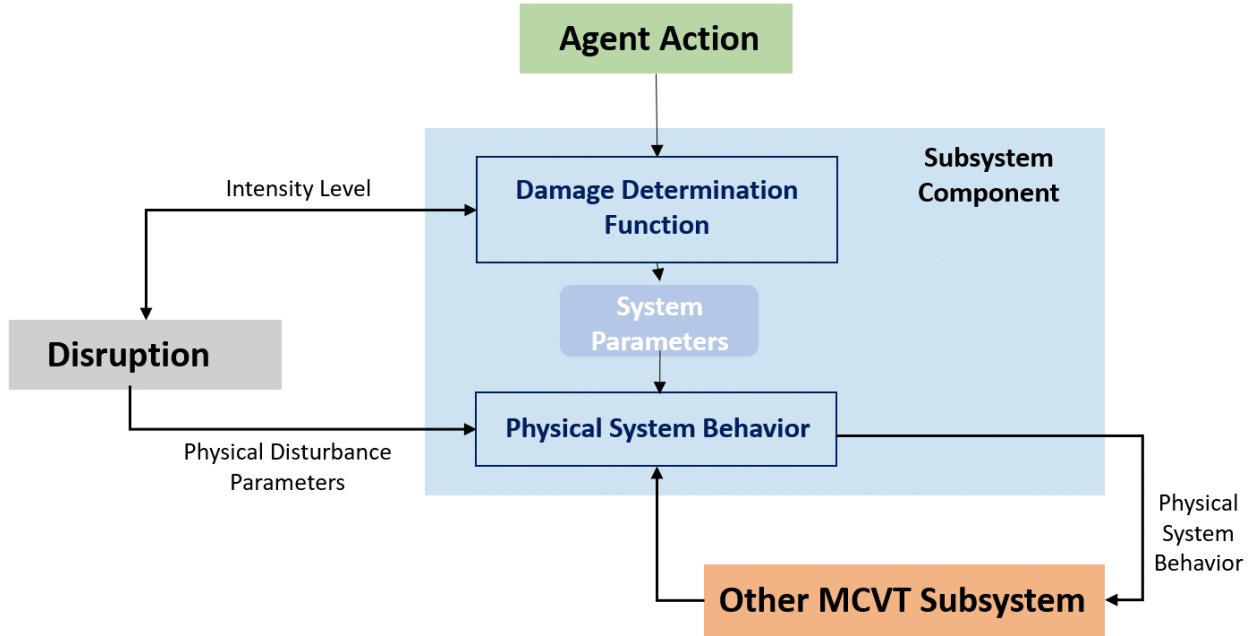 Agent Action
Subsystem
Component
Damage Determination
Function
Intensity Level
System
Parameters
Disruption
Physical System Behavior
Physical Disturbance
Parameters
Physical
System
Behavior
Other MCVT Subsystem